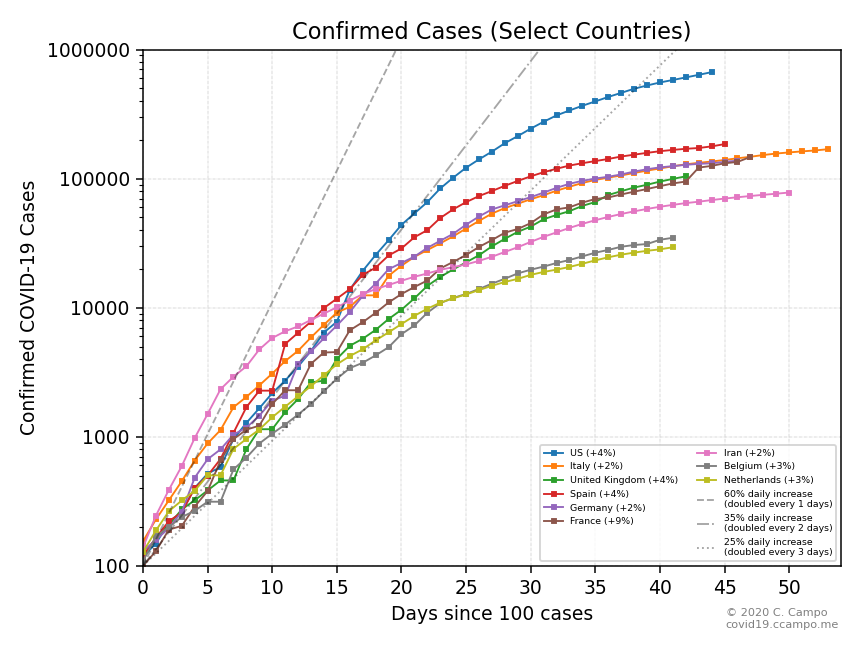 Confirmed Cases (Select Countries)
1000000
100000
10000
1000
100
Confirmed COVID-19 Cases
0 5 10 15 20 25 30 35 40 45 50
Days since 100 cases
US (+4%)
Italy (+2%)
United Kingdom (+4%)
Spain (+4%)
Germany (+2%)
France (+9%)
Iran (+2%)
Belgium (+3%)
Netherlands (+3%)
60% daily increase
(doubled every 1 days)
35% daily increase
(doubled every 2 days)
25% daily increase
(doubled every 3 days)
© 2020 C. Campo
covid19.ccampo.me